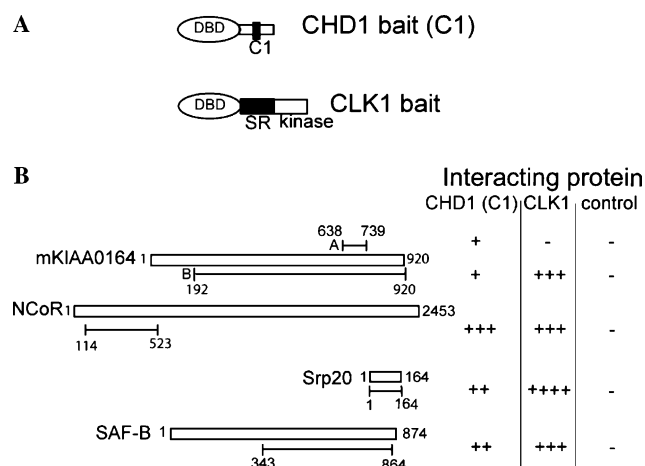 A
DBD
CHD1 bait (C1)
C1
DBD
CLK1 bait
SR kinase
B
Interacting protein
CHD1 (C1) CLK1 control
638 739
A + - -
mKIAA0164 1 920
B + +++ -
192 920
NCoR 1 2453
114 523 +++ +++ -
Srp20 1 164
1 164 ++ ++++ -
SAF-B 1 874
343 864 ++ +++ -